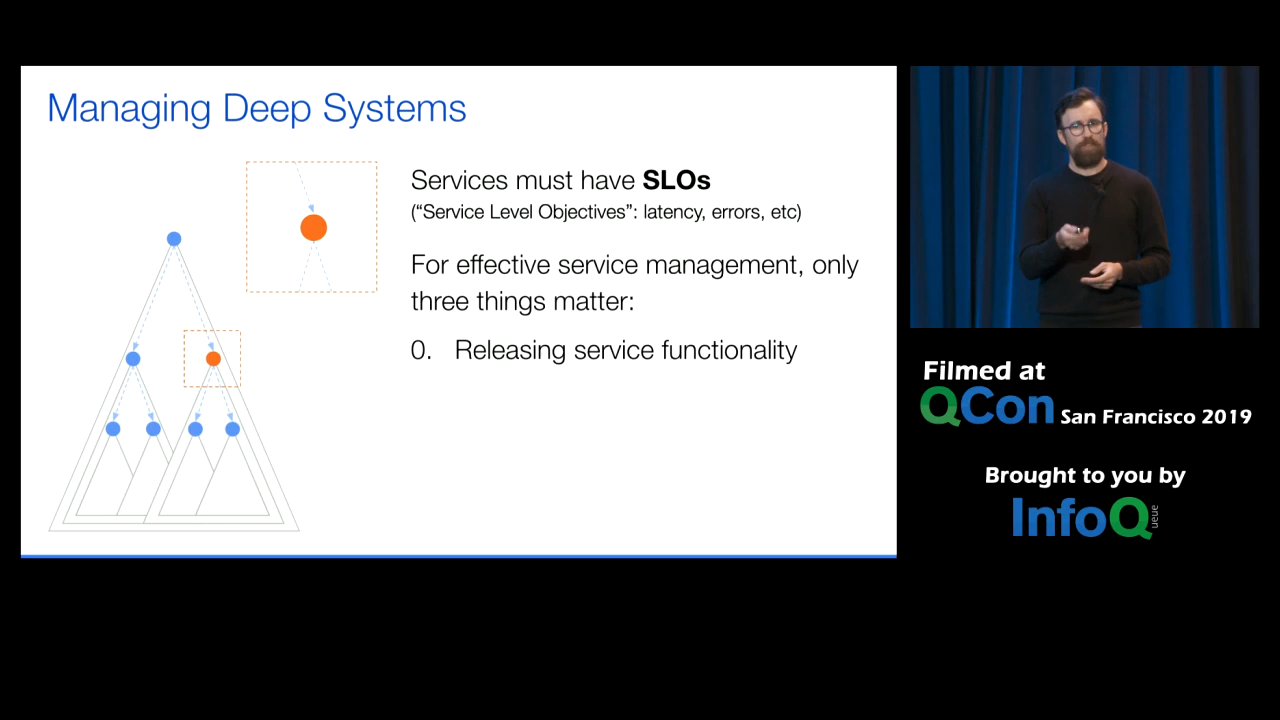 Managing Deep Systems
Services must have SLOs
(“Service Level Objectives”: latency, errors, etc)
For effective service management, only
three things matter:
0. Releasing service functionality
Filmed at
QCon San Francisco 2019
Brought to you by
InfoQ
ueue